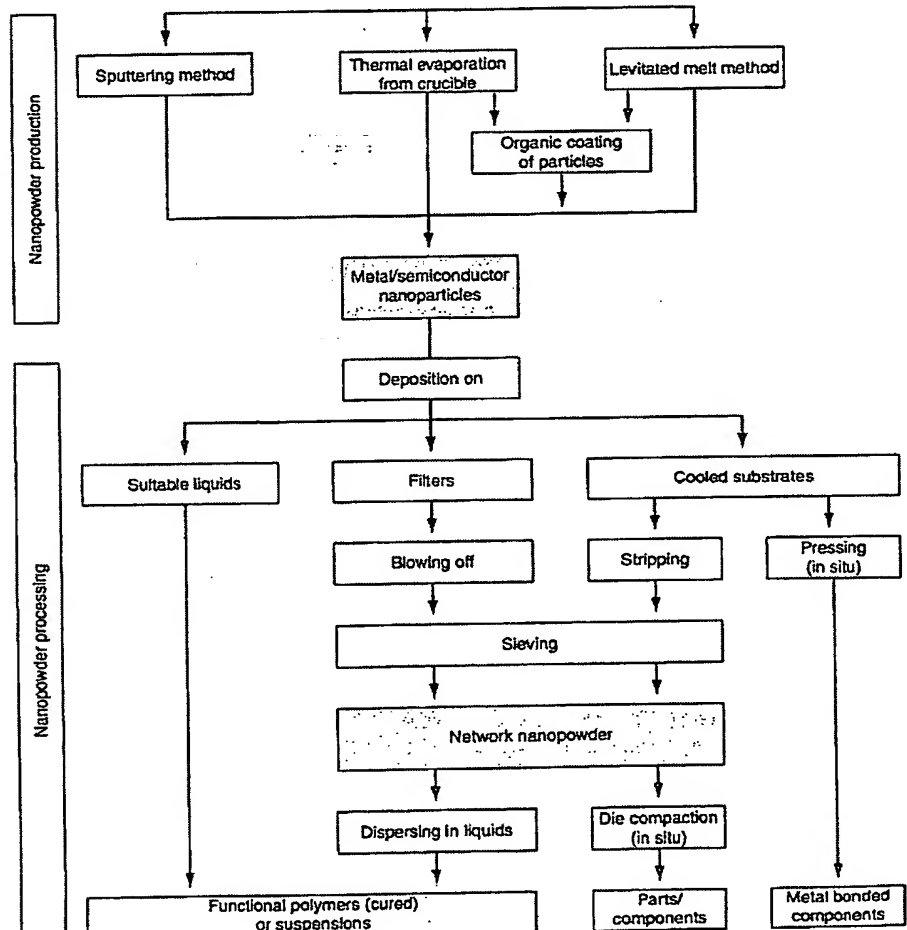 Nanopowder production
Sputtering method
Thermal evaporation
from crucible
Levitated melt method
Organic coating
of particles
Metal/semiconductor
nanoparticles
Nanopowder processing
Deposition on
Suitable liquids
Filters
Cooled substrates
Blowing off
Stripping
Pressing
(in situ)
Sieving
Network nanopowder
Dispersing in liquids
Die compaction
(in situ)
Functional polymers (cured)
or suspensions
Parts/
components
Metal bonded
components